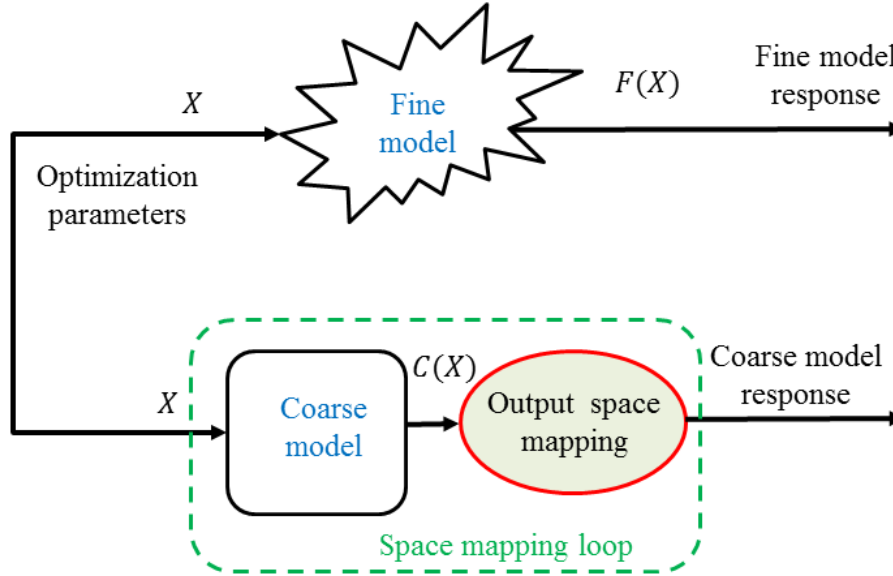 X
F(X)
Fine model
response
Fine
model
Optimization
parameters
X
C(X)
Coarse model
response
Coarse
model
Output space
mapping
Space mapping loop